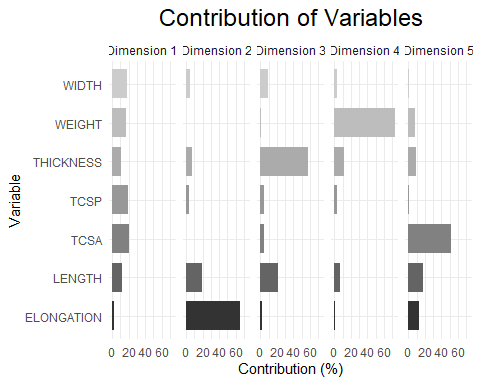 Contribution of Variables
Dimension 1 Dimension 2 Dimension 3 Dimension 4 Dimension 5
WIDTH
WEIGHT
THICKNESS
TCSP
TCSA
LENGTH
ELONGATION
Variable
0 20 40 60 0 20 40 60 0 20 40 60 0 20 40 60 0 20 40 60
Contribution (%)